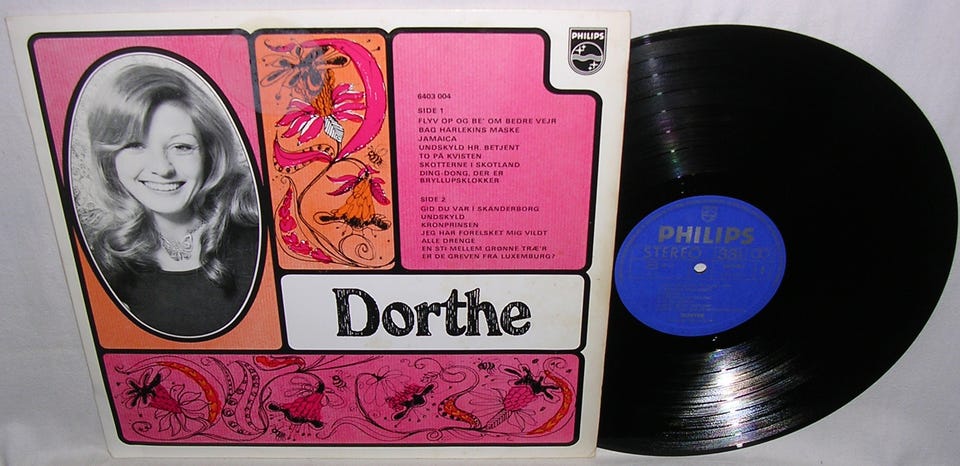 PHILIPS
6403 004
SIDE 1
FLYV OP OG BE' OM BEDRE VEJR
BAG HARLEKINS MASKE
JAMAICA
UNDSKYLD HR. BETJENT
TO PÅ KVISTEN
SKOTTERNE I SKOTLAND
DING-DONG, DER ER
BRYLLUPSKLOKKER
SIDE 2
GID DU VAR I SKANDERBORG
UNDSKYLD
KRONPRINSEN
JEG HAR FORELSKET MIG VILDT
ALLE DRENGE
EN STI MELLEM GRØNNE TRÆ'R
ER DE GREVEN FRA LUXEMBURG?
Dorthe
PHILIPS
STEREO 33
DORTHE